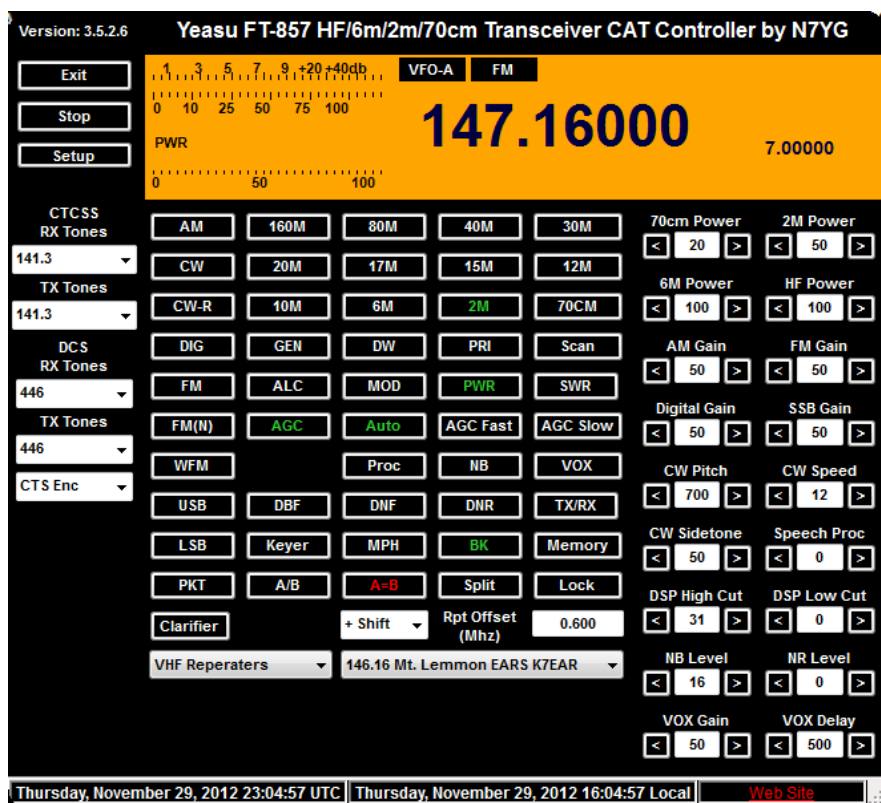 Version: 3.5.2.6
Yeasu FT-857 HF/6m/2m/70cm Transceiver CAT Controller by N7YG
Exit
Stop
Setup
1 3 5 7 9 +20 +40db
0 10 25 50 75 100
PWR
0 50 100
VFO-A FM
147.16000
7.00000
CTCSS
RX Tones
141.3
TX Tones
141.3
DCS
RX Tones
446
TX Tones
446
CTS Enc
AM 160M 80M 40M 30M
CW 20M 17M 15M 12M
CW-R 10M 6M 2M 70CM
DIG GEN DW PRI Scan
FM ALC MOD PWR SWR
FM(N) AGC Auto AGC Fast AGC Slow
WFM Proc NB VOX
USB DBF DNF DNR TX/RX
LSB Keyer MPH BK Memory
PKT A/B A=B Split Lock
Clarifier + Shift Rpt Offset (Mhz) 0.600
VHF Reperaters 146.16 Mt. Lemmon EARS K7EAR
70cm Power 2M Power
< 20 > < 50 >
6M Power HF Power
< 100 > < 100 >
AM Gain FM Gain
< 50 > < 50 >
Digital Gain SSB Gain
< 50 > < 50 >
CW Pitch CW Speed
< 700 > < 12 >
CW Sidetone Speech Proc
< 50 > < 0 >
DSP High Cut DSP Low Cut
< 31 > < 0 >
NB Level NR Level
< 16 > < 0 >
VOX Gain VOX Delay
< 50 > < 500 >
Thursday, November 29, 2012 23:04:57 UTC Thursday, November 29, 2012 16:04:57 Local Web Site